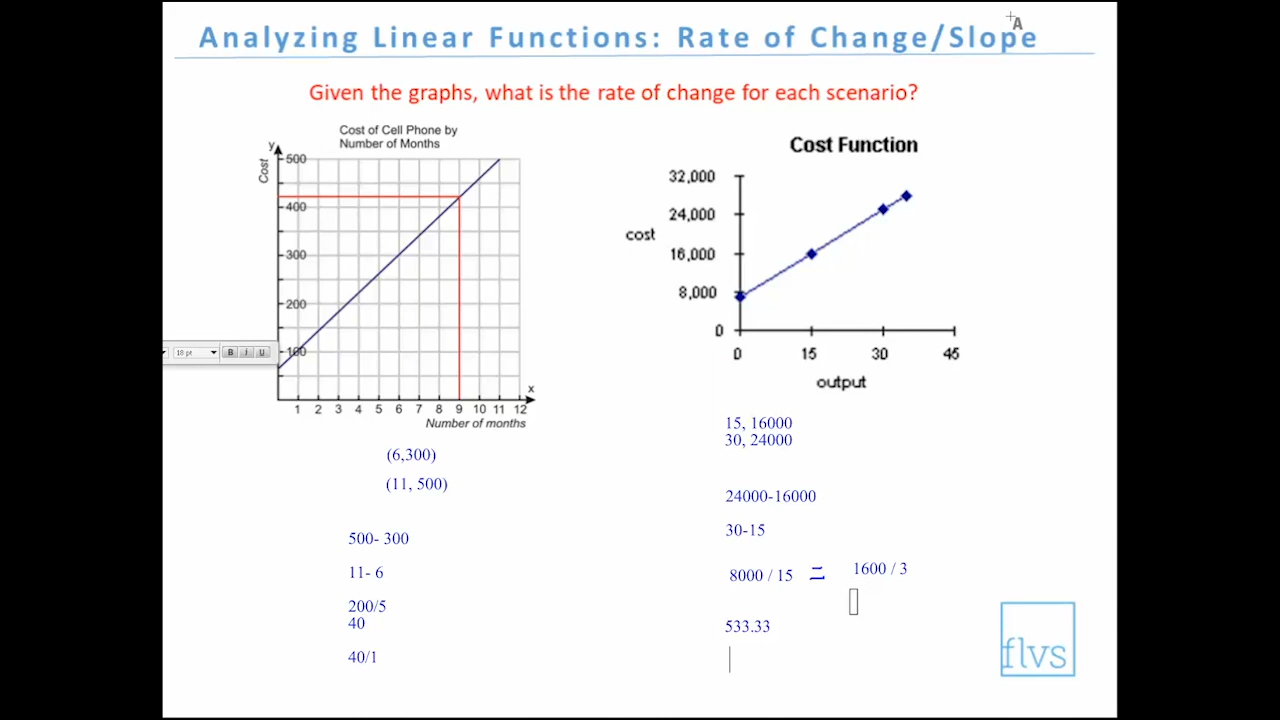 Analyzing Linear Functions: Rate of Change/Slope
A
Given the graphs, what is the rate of change for each scenario?
Cost of Cell Phone by
Number of Months
y
Cost
500
400
300
200
100
x
1 2 3 4 5 6 7 8 9 10 11 12
Number of months
18 pt
B i U
Cost Function
32,000
24,000
cost
16,000
8,000
0
0 15 30 45
output
(6,300)
(11, 500)
500- 300
11- 6
200/5
40
40/1
15, 16000
30, 24000
24000-16000
30-15
8000 / 15 = 1600 / 3
533.33
flvs